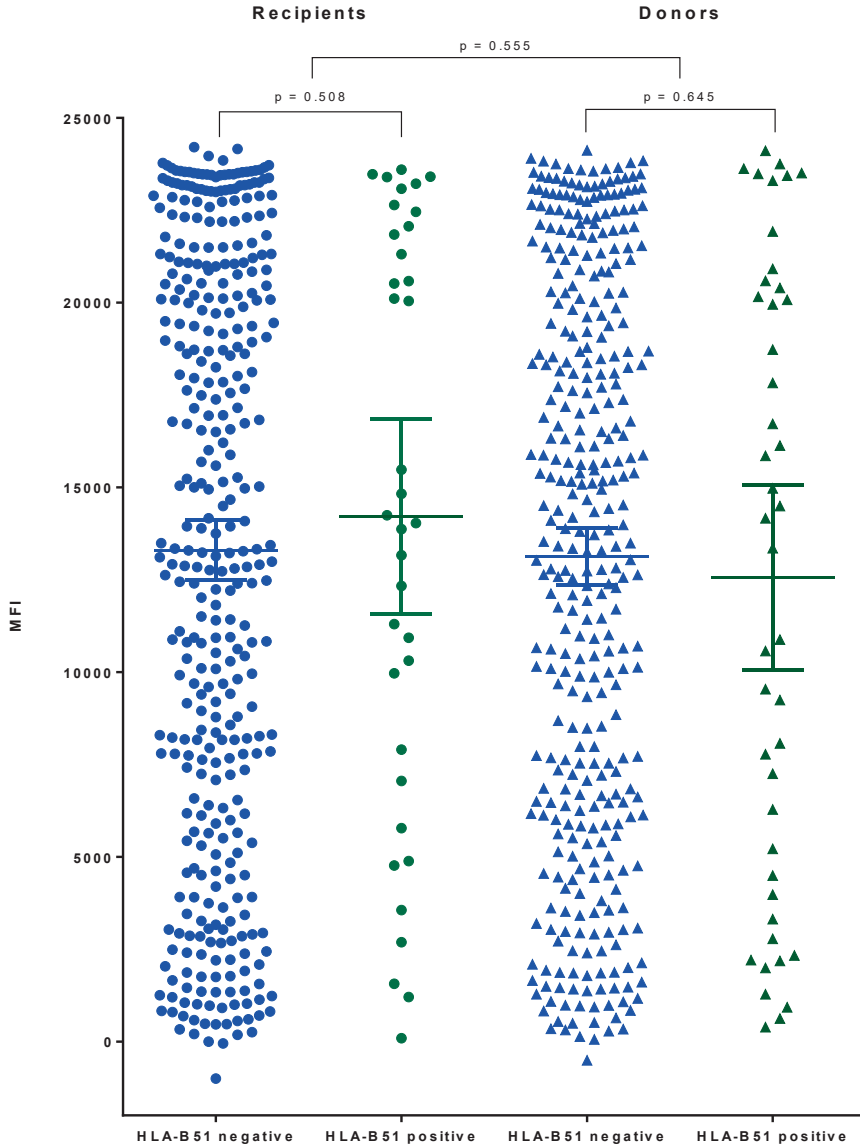 Recipients Donors
p = 0.555
p = 0.508 p = 0.645
25000
20000
15000
10000
5000
0
MFI
HLA-B51 negative HLA-B51 positive HLA-B51 negative HLA-B51 positive